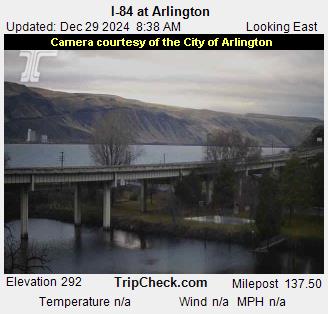 I-84 at Arlington
Updated: Dec 29 2024 8:38 AM Looking East
Camera courtesy of the City of Arlington
Elevation 292 TripCheck.com Milepost 137.50
Temperature n/a Wind n/a MPH n/a